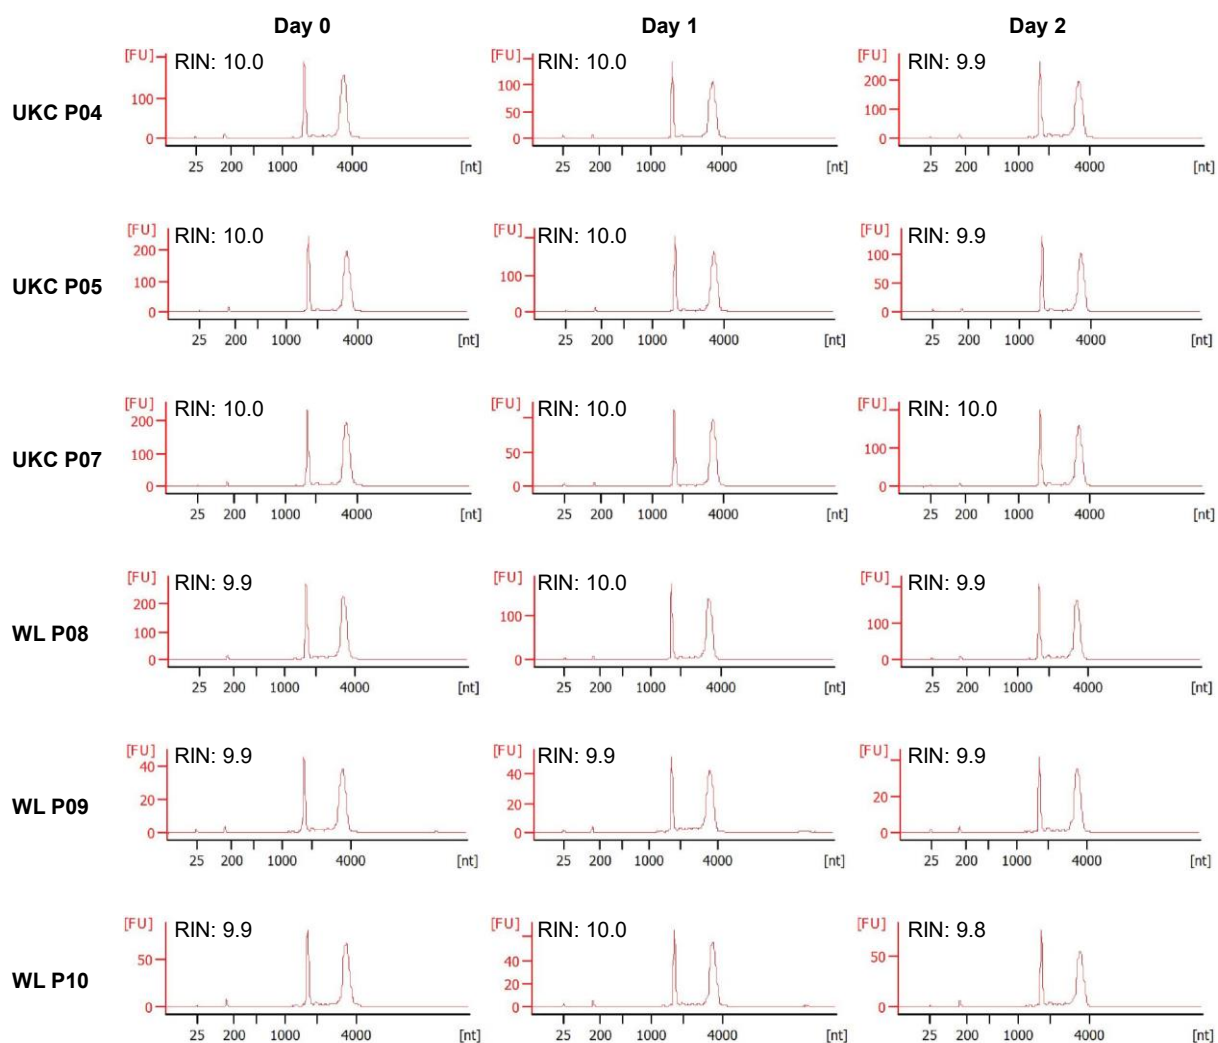 Day 0 Day 1 Day 2
[FU] RIN: 10.0 [FU] RIN: 10.0 [FU] RIN: 9.9
UKC P04
100 0
100 50 0
200 100 0
25 200 1000 4000 [nt] 25 200 1000 4000 [nt] 25 200 1000 4000 [nt]
[FU] RIN: 10.0 [FU] RIN: 10.0 [FU] RIN: 9.9
UKC P05
200 100 0
100 0
100 50 0
25 200 1000 4000 [nt] 25 200 1000 4000 [nt] 25 200 1000 4000 [nt]
[FU] RIN: 10.0 [FU] RIN: 10.0 [FU] RIN: 10.0
UKC P07
200 100 0
50 0
100 0
25 200 1000 4000 [nt] 25 200 1000 4000 [nt] 25 200 1000 4000 [nt]
[FU] RIN: 9.9 [FU] RIN: 10.0 [FU] RIN: 9.9
WL P08
200 100 0
100 0
100 0
25 200 1000 4000 [nt] 25 200 1000 4000 [nt] 25 200 1000 4000 [nt]
[FU] RIN: 9.9 [FU] RIN: 9.9 [FU] RIN: 9.9
WL P09
40 20 0
40 20 0
20 0
25 200 1000 4000 [nt] 25 200 1000 4000 [nt] 25 200 1000 4000 [nt]
[FU] RIN: 9.9 [FU] RIN: 10.0 [FU] RIN: 9.8
WL P10
50 0
40 20 0
50 0
25 200 1000 4000 [nt] 25 200 1000 4000 [nt] 25 200 1000 4000 [nt]